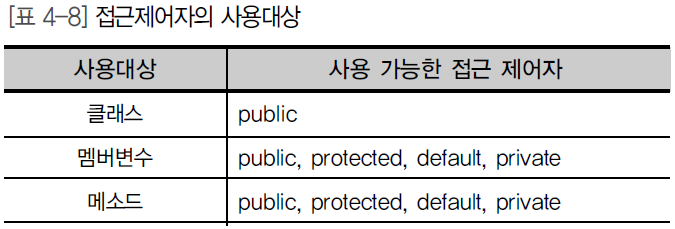 [표 4-8] 접근제어자의 사용대상
사용대상 사용 가능한 접근 제어자
클래스 public
멤버변수 public, protected, default, private
메소드 public, protected, default, private